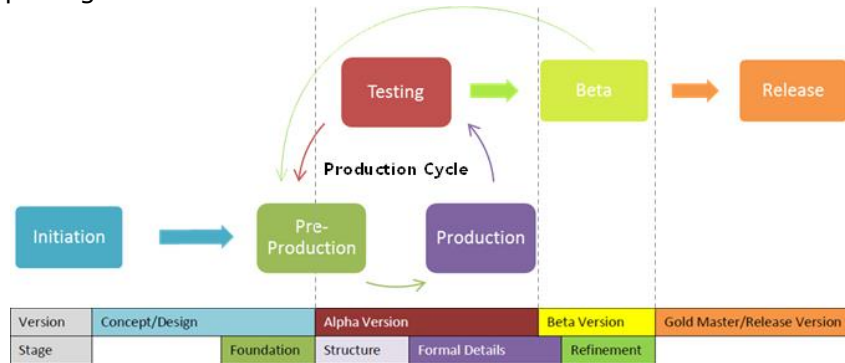 Testing
Beta
Release
Production Cycle
Initiation
Pre-
Production
Production
Version Concept/Design Alpha Version Beta Version Gold Master/Release Version
Stage Foundation Structure Formal Details Refinement